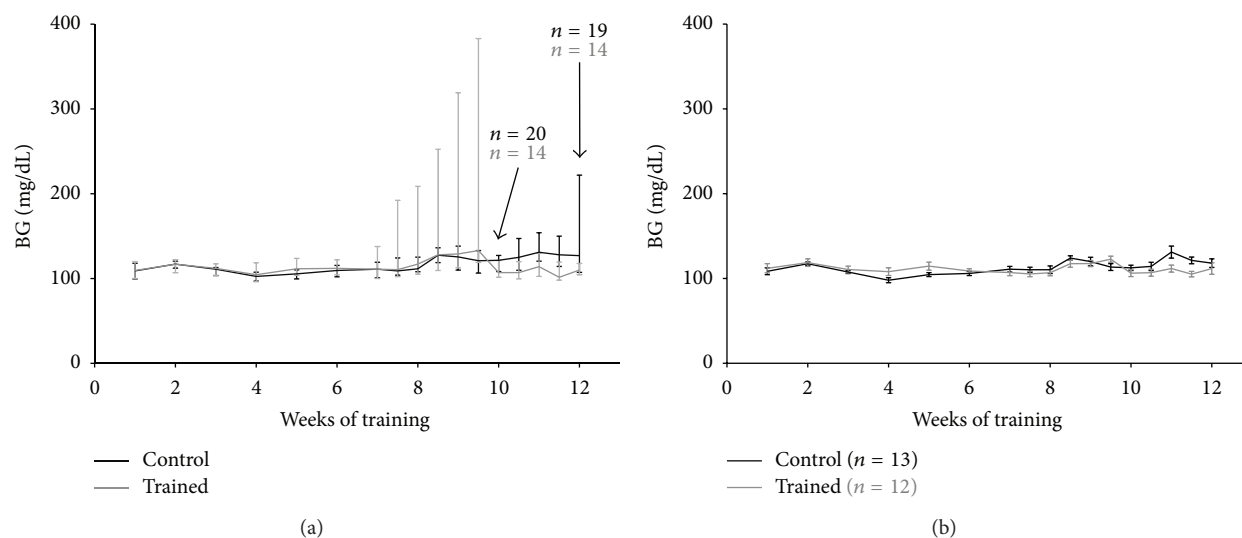 400
300
200
100
0
BG (mg/dL)
n = 19
n = 14
n = 20
n = 14
0 2 4 6 8 10 12
Weeks of training
Control
Trained
(a)
400
300
200
100
0
BG (mg/dL)
0 2 4 6 8 10 12
Weeks of training
Control (n = 13)
Trained (n = 12)
(b)